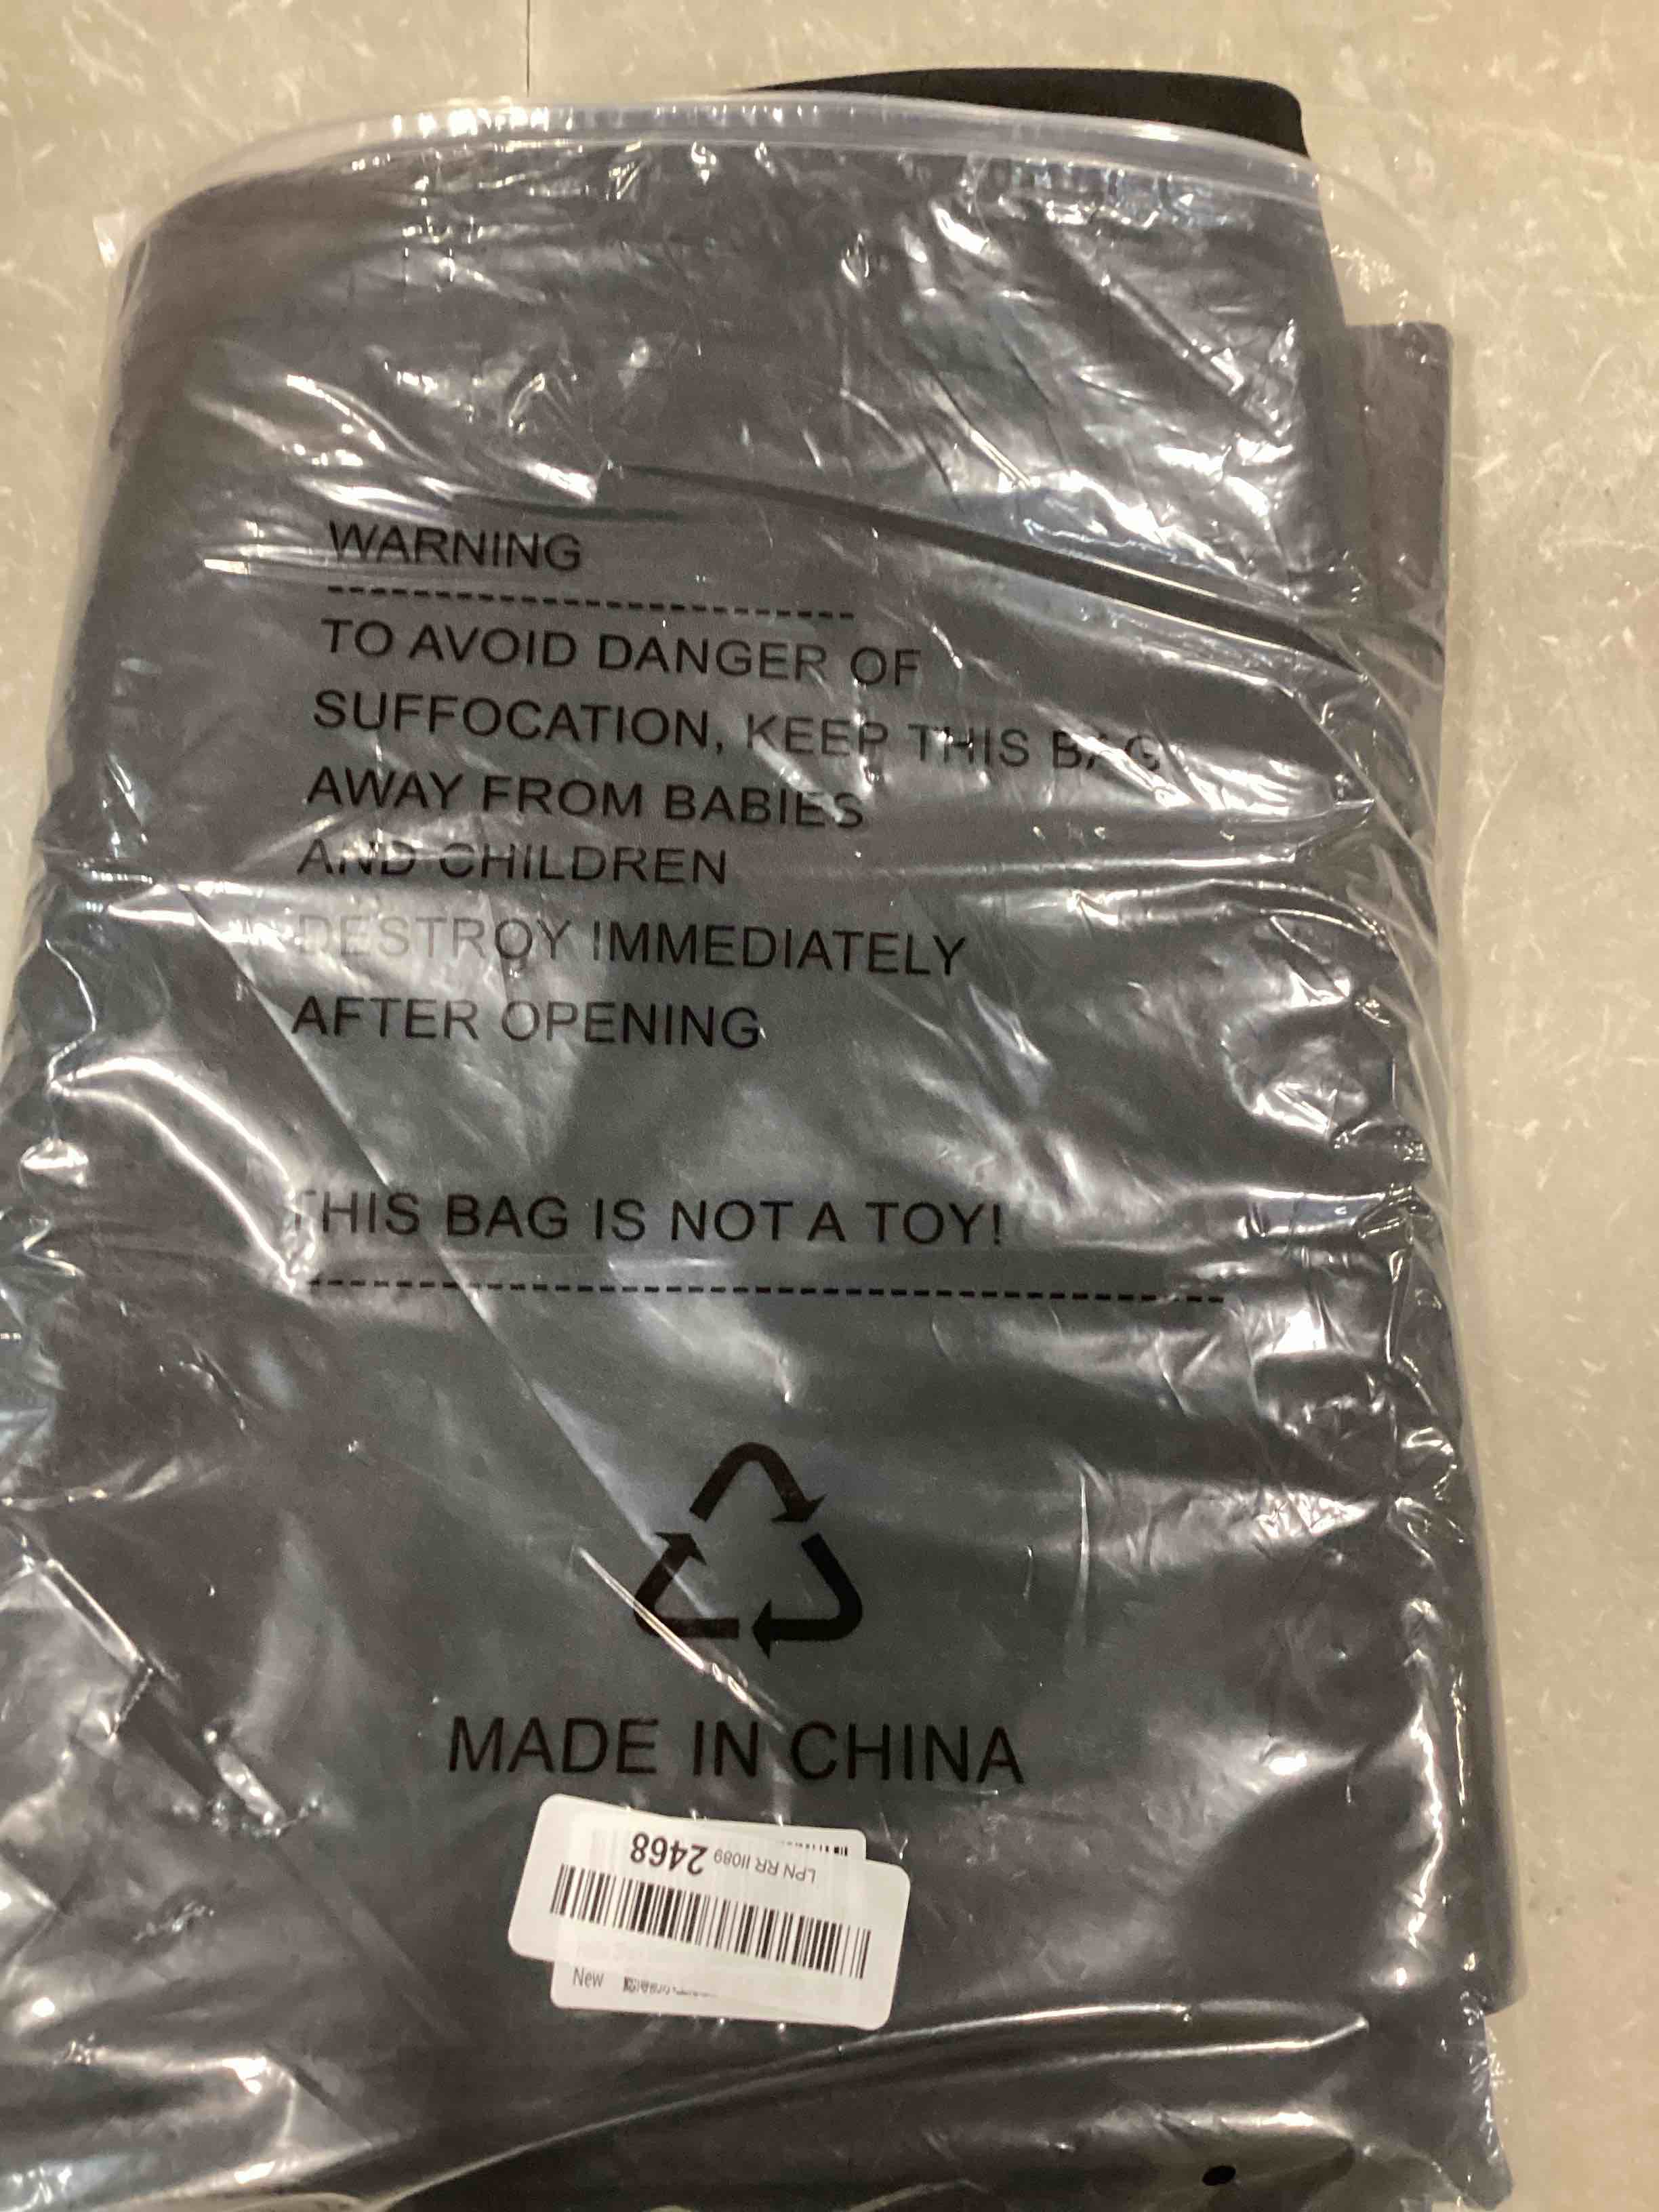 WARNING
TO AVOID DANGER OF
SUFFOCATION, KEEP THIS BAG
AWAY FROM BABIES
AND CHILDREN
DESTROY IMMEDIATELY
AFTER OPENING
THIS BAG IS NOT A TOY!
MADE IN CHINA
LPN RR II089 2468
New